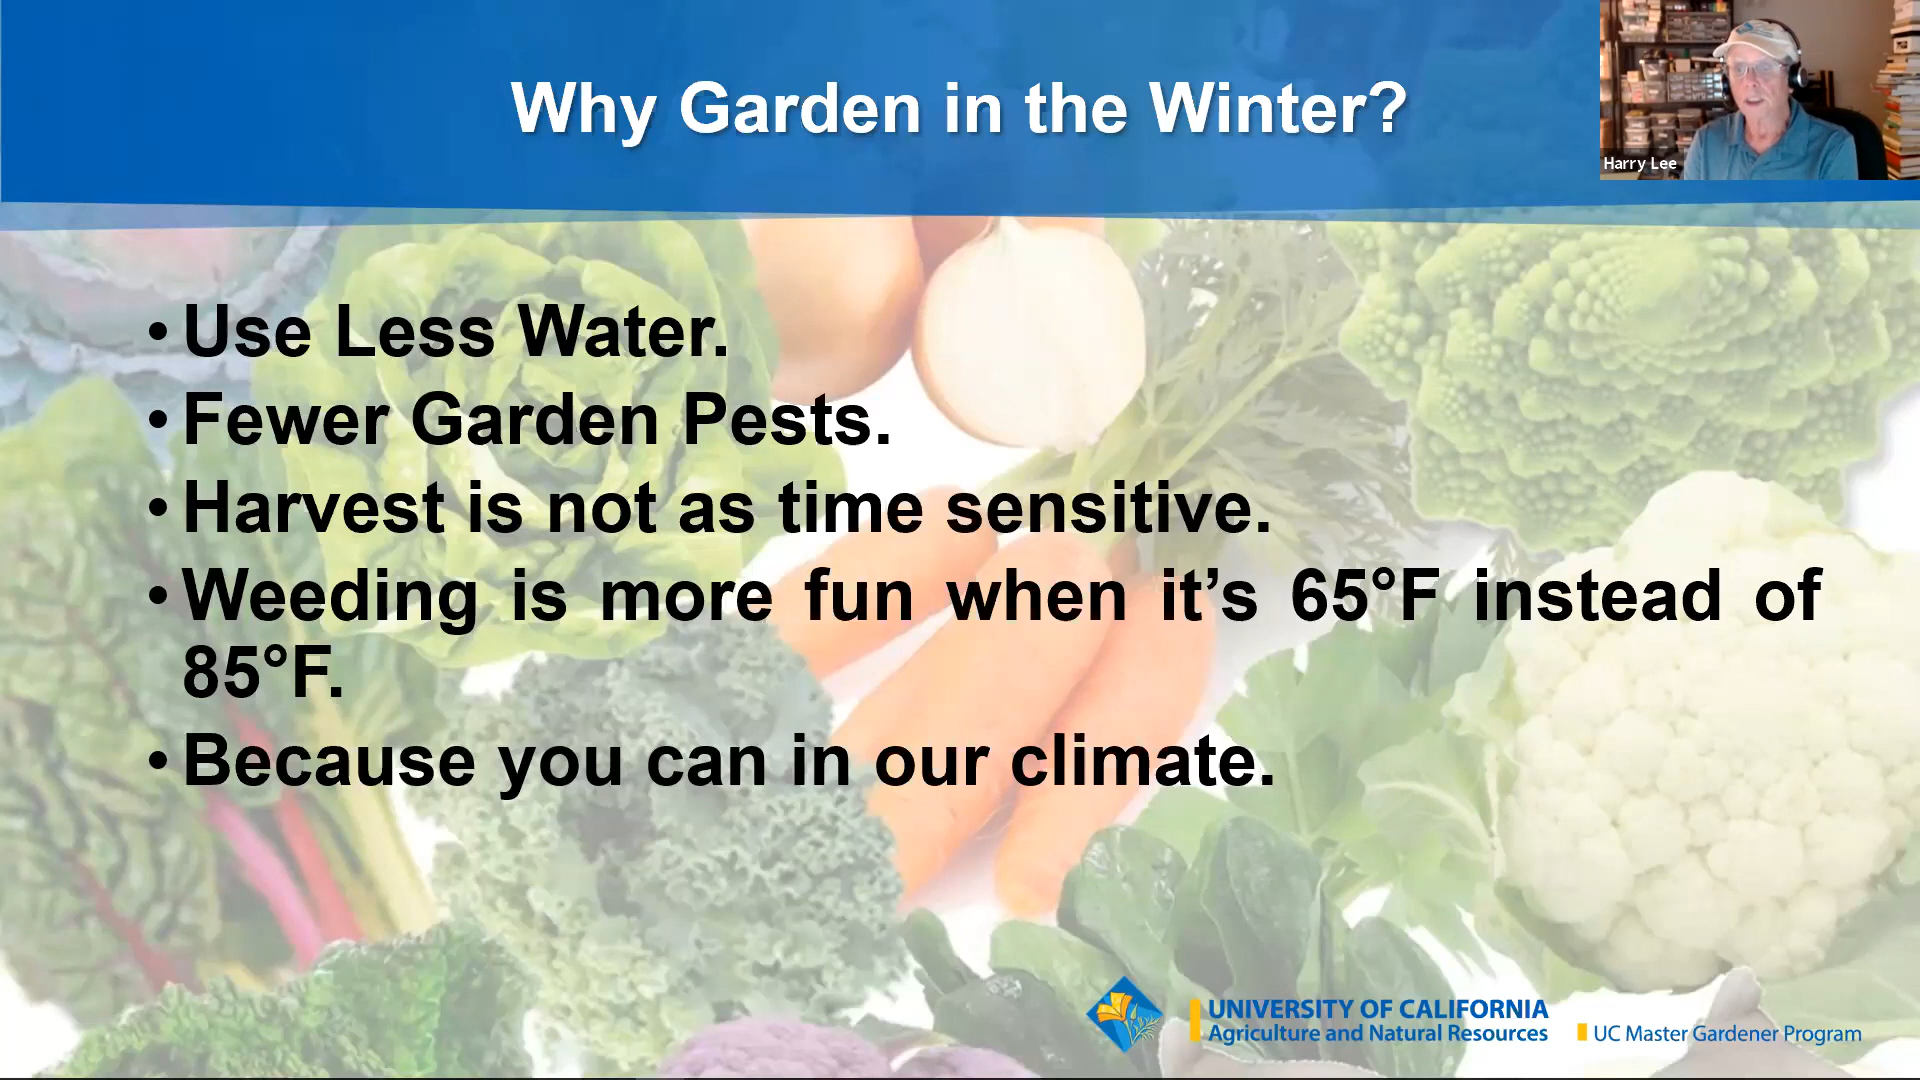 Why Garden in the Winter?
Harry Lee
• Use Less Water.
• Fewer Garden Pests.
• Harvest is not as time sensitive.
• Weeding is more fun when it’s 65°F instead of
85°F.
• Because you can in our climate.
UNIVERSITY OF CALIFORNIA
Agriculture and Natural Resources
UC Master Gardener Program